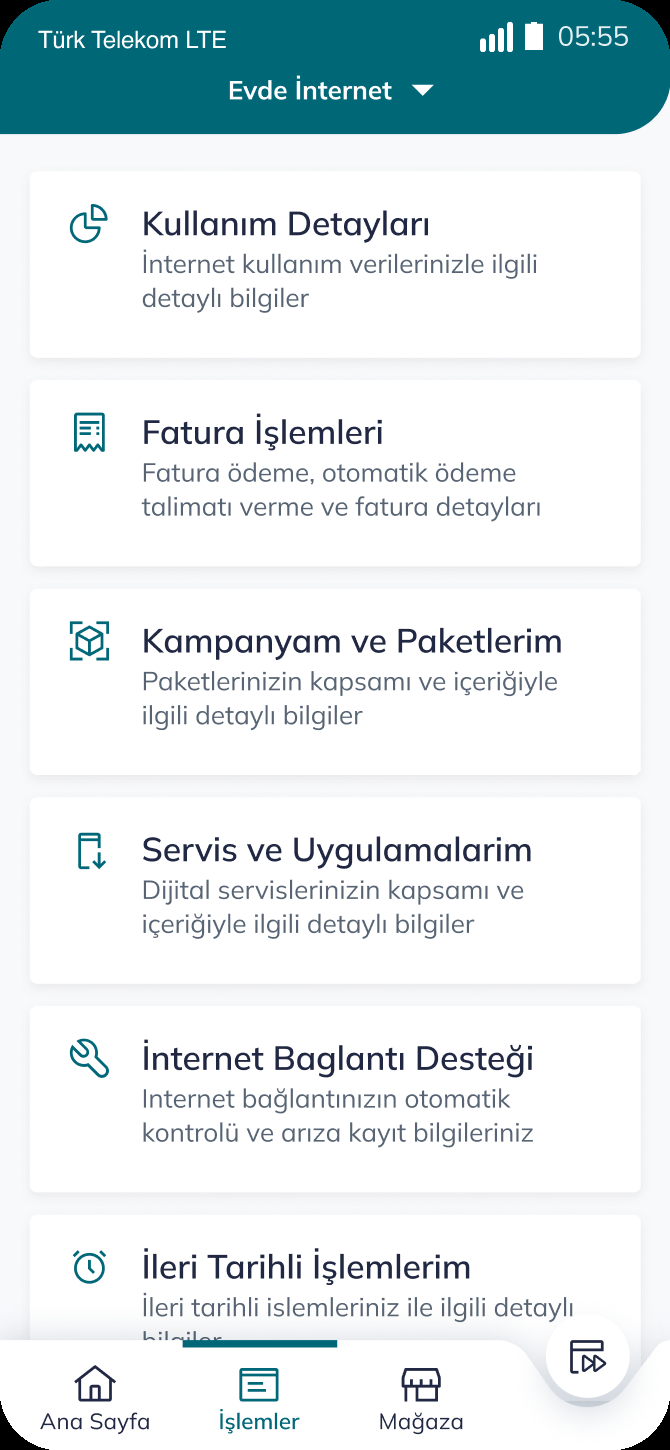 Türk Telekom LTE 05:55
Evde İnternet
Kullanım Detayları
İnternet kullanım verilerinizle ilgili
detaylı bilgiler
Fatura İşlemleri
Fatura ödeme, otomatik ödeme
talimatı verme ve fatura detayları
Kampanyam ve Paketlerim
Paketlerinizin kapsamı ve içeriğiyle
ilgili detaylı bilgiler
Servis ve Uygulamalarim
Dijital servislerinizin kapsamı ve
içeriğiyle ilgili detaylı bilgiler
İnternet Baglantı Desteği
Internet bağlantınızın otomatik
kontrolü ve arıza kayıt bilgileriniz
İleri Tarihli İşlemlerim
İleri tarihli islemleriniz ile ilgili detaylı
bilgiler
Ana Sayfa İşlemler Mağaza